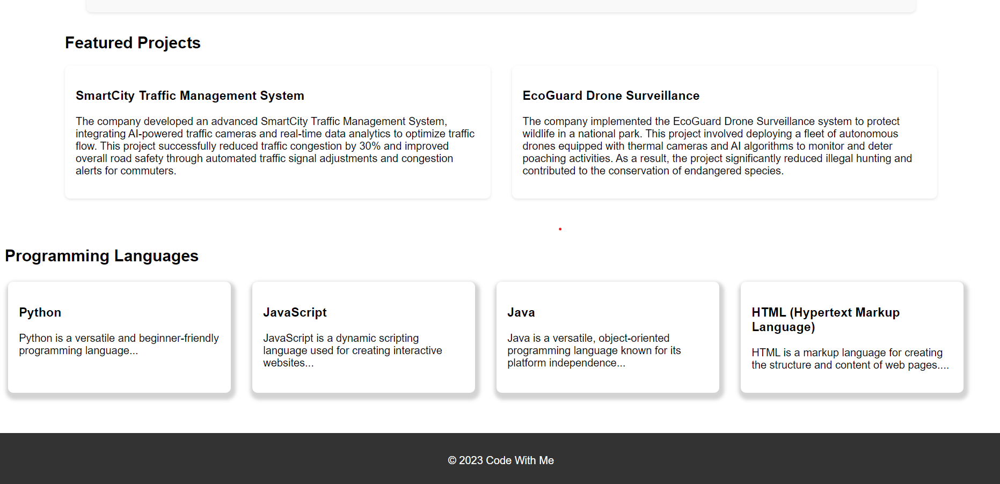 Featured Projects
SmartCity Traffic Management System
The company developed an advanced SmartCity Traffic Management System,
integrating AI-powered traffic cameras and real-time data analytics to optimize traffic
flow. This project successfully reduced traffic congestion by 30% and improved
overall road safety through automated traffic signal adjustments and congestion
alerts for commuters.
EcoGuard Drone Surveillance
The company implemented the EcoGuard Drone Surveillance system to protect
wildlife in a national park. This project involved deploying a fleet of autonomous
drones equipped with thermal cameras and AI algorithms to monitor and deter
poaching activities. As a result, the project significantly reduced illegal hunting and
contributed to the conservation of endangered species.
Programming Languages
Python
Python is a versatile and beginner-friendly
programming language...
JavaScript
JavaScript is a dynamic scripting
language used for creating interactive
websites...
Java
Java is a versatile, object-oriented
programming language known for its
platform independence...
HTML (Hypertext Markup
Language)
HTML is a markup language for creating
the structure and content of web pages....
© 2023 Code With Me